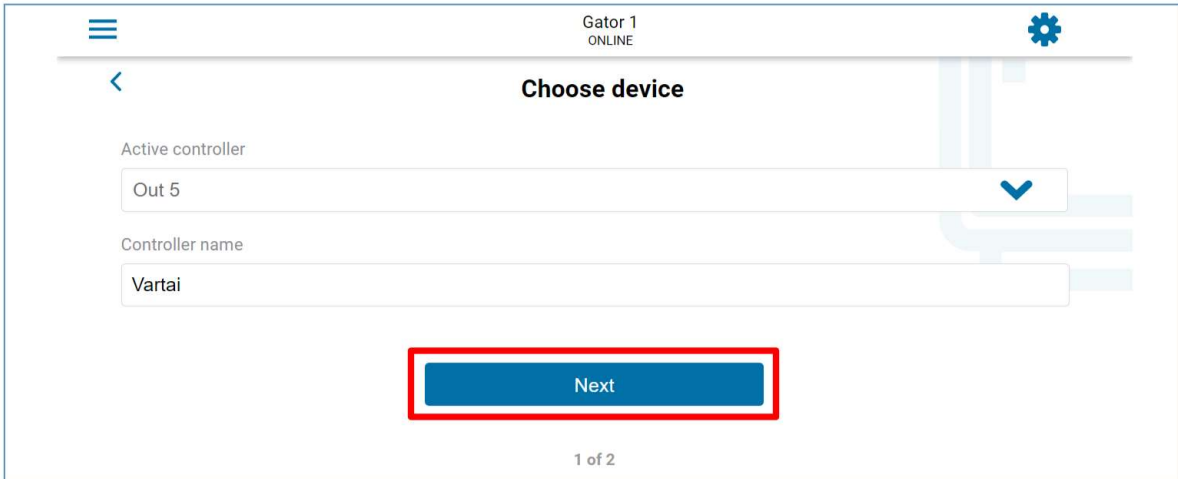 Gator 1
ONLINE
Choose device
Active controller
Out 5
Controller name
Vartai
Next
1 of 2